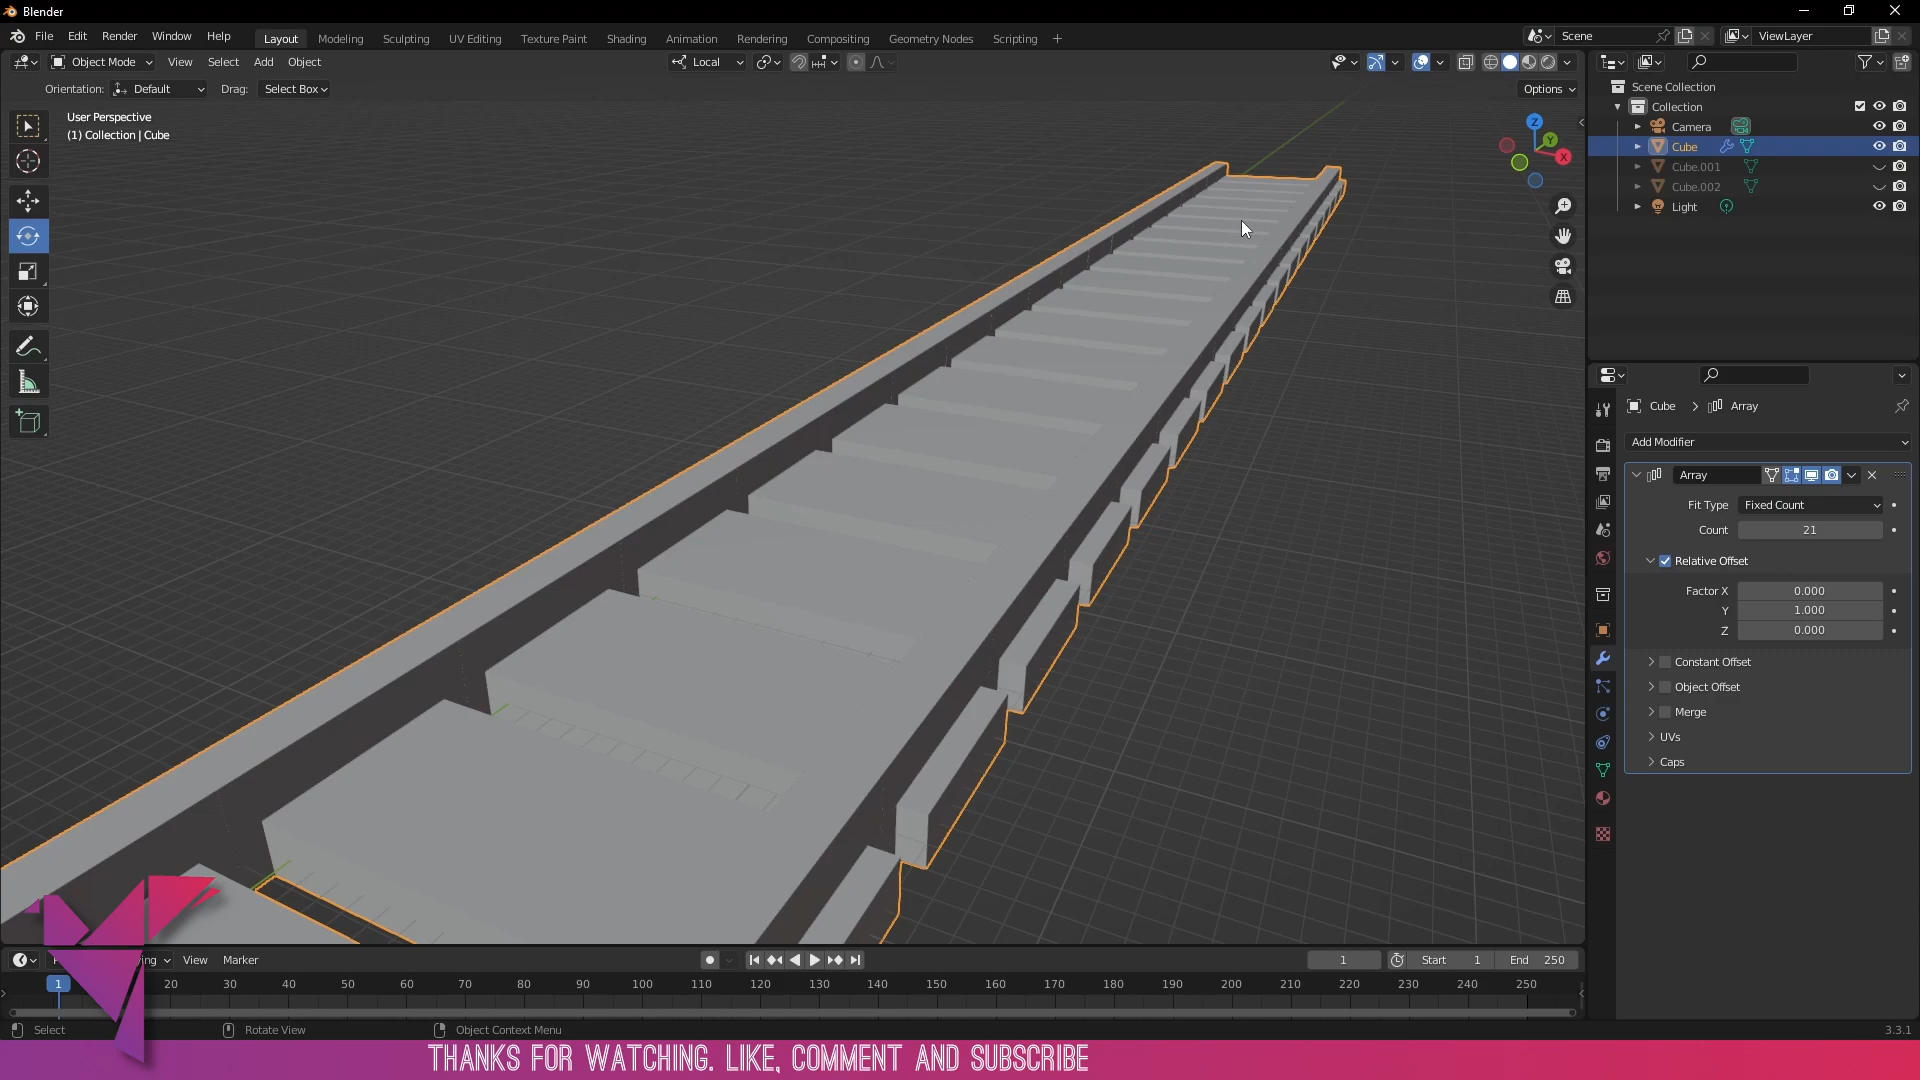 Blender
File Edit Render Window Help
Layout Modeling Sculpting UV Editing Texture Paint Shading Animation Rendering Compositing Geometry Nodes Scripting +
Scene
ViewLayer
Object Mode View Select Add Object
Local
Orientation: Default Drag: Select Box
Options
User Perspective
(1) Collection | Cube
Z
Y
X
Scene Collection
Collection
Camera
Cube
Cube.001
Cube.002
Light
Cube > Array
Add Modifier
Array
Fit Type Fixed Count
Count 21
Relative Offset
Factor X 0.000
Y 1.000
Z 0.000
Constant Offset
Object Offset
Merge
UVs
Caps
View Marker
1 Start 1 End 250
1 20 30 40 50 60 70 80 90 100 110 120 130 140 150 160 170 180 190 200 210 220 230 240 250
Select Rotate View Object Context Menu 3.3.1
THANKS FOR WATCHING. LIKE, COMMENT AND SUBSCRIBE